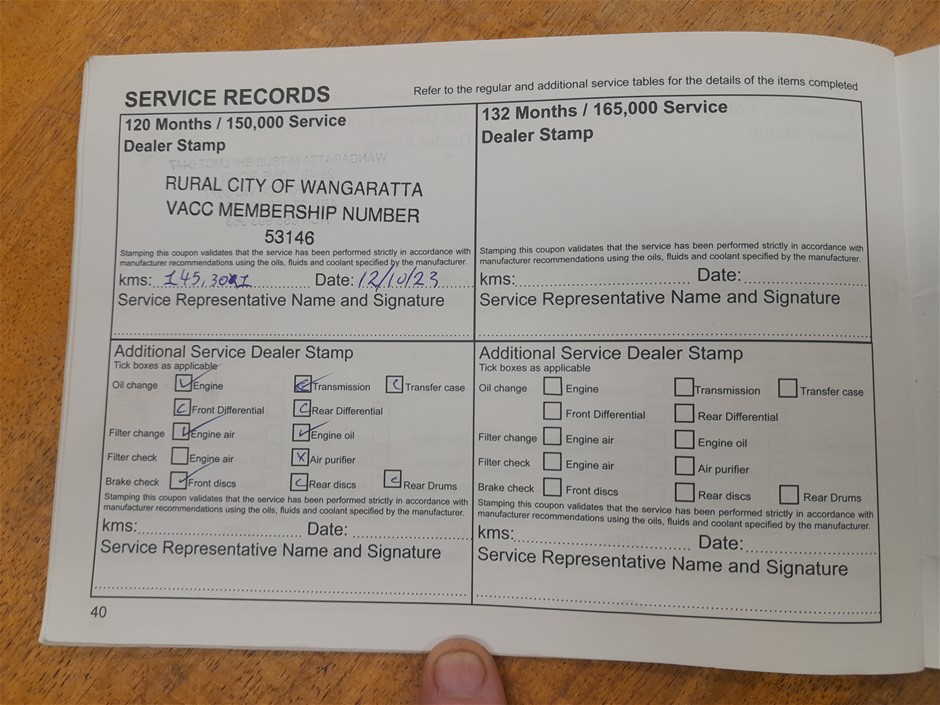 SERVICE RECORDS
Refer to the regular and additional service tables for the details of the items completed
120 Months / 150,000 Service
Dealer Stamp
RURAL CITY OF WANGARATTA
VACC MEMBERSHIP NUMBER
53146
Stamping this coupon validates that the service has been performed strictly in accordance with
manufacturer recommendations using the oils, fluids and coolant specified by the manufacturer.
kms: 145,30 Date: 12/10/23
Service Representative Name and Signature
Additional Service Dealer Stamp
Tick boxes as applicable
Oil change Engine Transmission Transfer case
Front Differential Rear Differential
Filter change Engine air Engine oil
Filter check Engine air Air purifier
Brake check Front discs Rear discs Rear Drums
Stamping this coupon validates that the service has been performed strictly in accordance with
manufacturer recommendations using the oils, fluids and coolant specified by the manufacturer.
kms: Date:
Service Representative Name and Signature
132 Months / 165,000 Service
Dealer Stamp
Stamping this coupon validates that the service has been performed strictly in accordance with
manufacturer recommendations using the oils, fluids and coolant specified by the manufacturer.
kms: Date:
Service Representative Name and Signature
Additional Service Dealer Stamp
Tick boxes as applicable
Oil change Engine Transmission Transfer case
Front Differential Rear Differential
Filter change Engine air Engine oil
Filter check Engine air Air purifier
Brake check Front discs Rear discs Rear Drums
Stamping this coupon validates that the service has been performed strictly in accordance with
manufacturer recommendations using the oils, fluids and coolant specified by the manufacturer.
kms: Date:
Service Representative Name and Signature
40